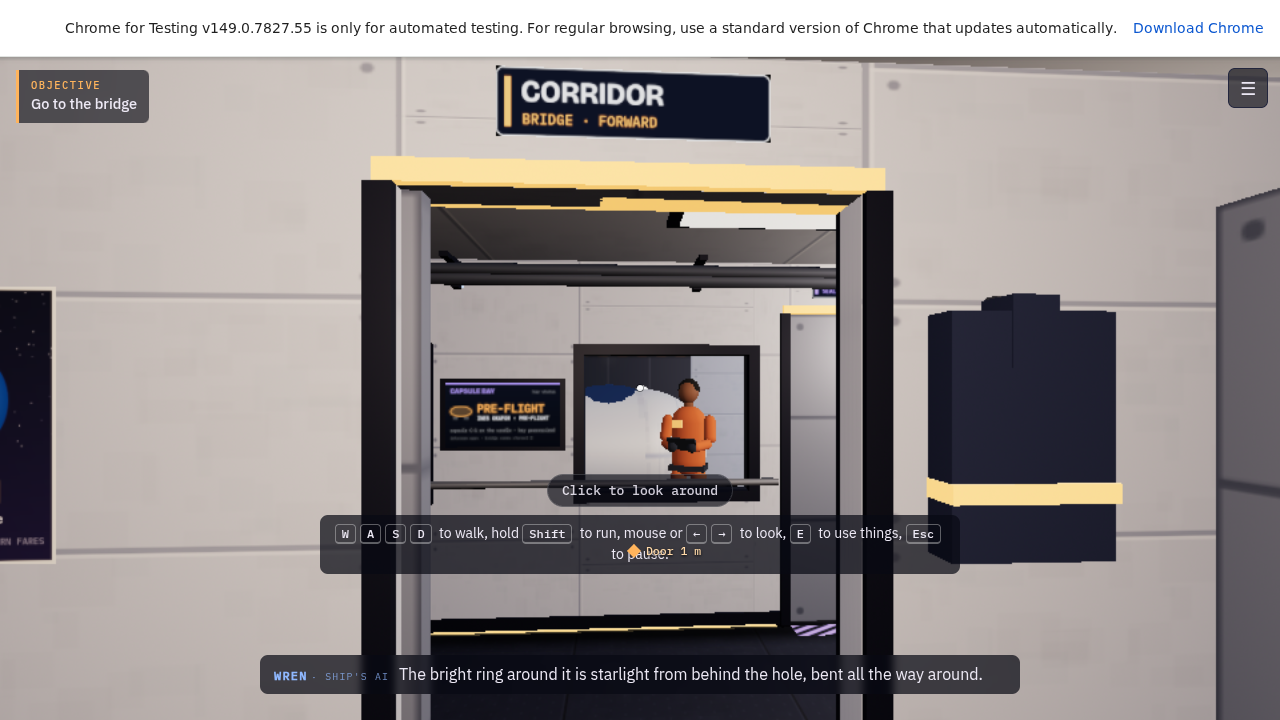 Chrome for Testing v149.0.7827.55 is only for automated testing. For regular browsing, use a standard version of Chrome that updates automatically. Download Chrome
OBJECTIVE
Go to the bridge
☰
CORRIDOR
BRIDGE · FORWARD
CAPSULE BAY
PRE-FLIGHT
Click to look around
W A S D to walk, hold Shift to run, mouse or ← → to look, E to use things, Esc
to pause.
Door 1 m
WREN · SHIP'S AI The bright ring around it is starlight from behind the hole, bent all the way around.